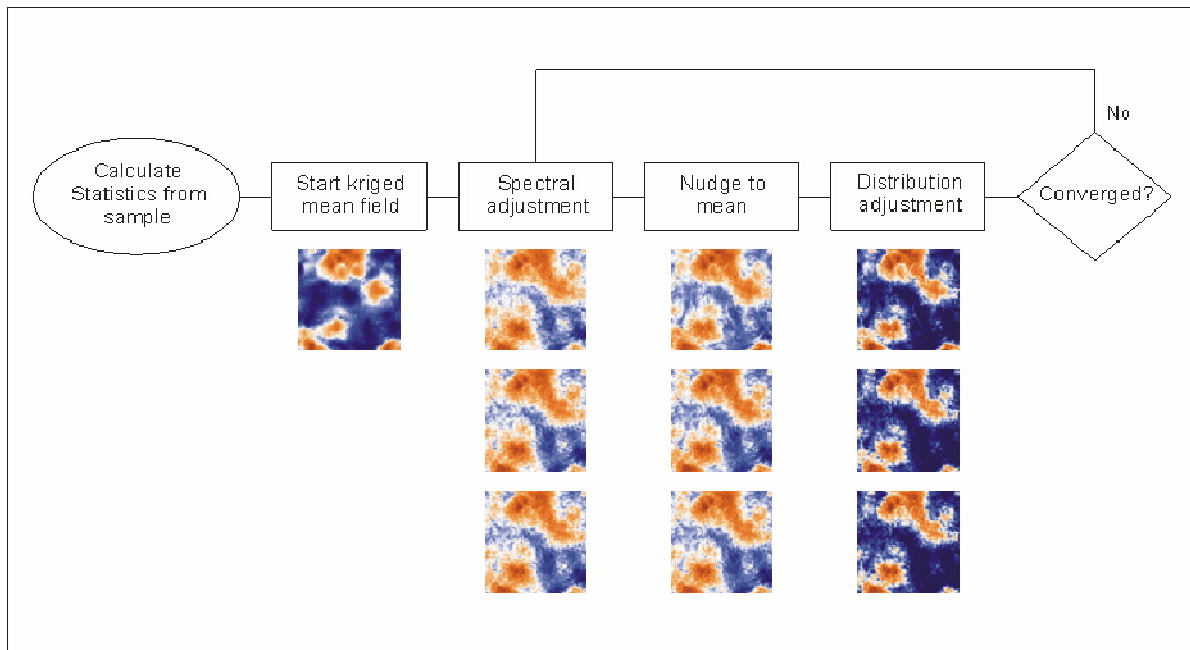 No
Calculate
Statistics from
sample
Start kriged
mean field
Spectral
adjustment
Nudge to
mean
Distribution
adjustment
Converged?